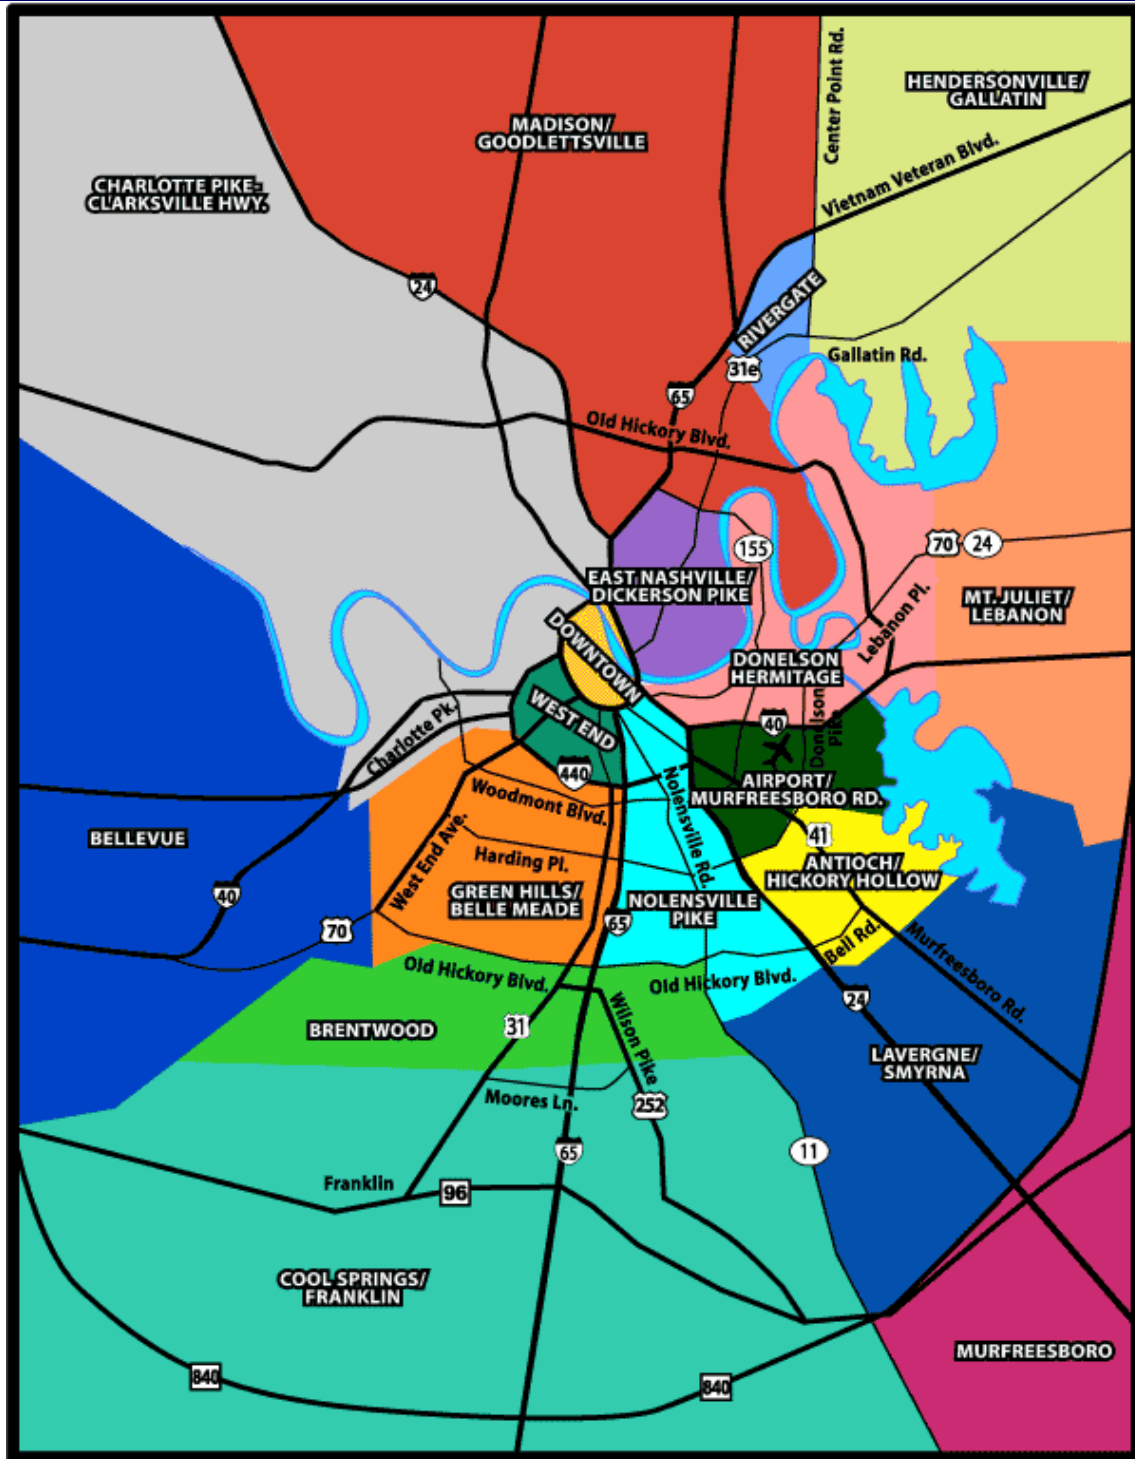 Center Point Rd.
HENDERSONVILLE/
GALLATIN
MADISON/
GOODLETTSVILLE
Vietnam Veteran Blvd.
CHARLOTTE PIKE-
CLARKSVILLE HWY.
24
RIVERGATE
Gallatin Rd.
31e
65
Old Hickory Blvd.
155
70
24
EAST NASHVILLE/
DICKERSON PIKE
MT. JULIET/
LEBANON
Lebanon Pl.
DOWNTOWN
DONELSON
HERMITAGE
WEST END
Donelson
Pike
40
Charlotte Pk.
440
AIRPORT/
MURFREESBORO RD.
Woodmont Blvd.
Nolensville Rd.
BELLEVUE
West End Ave.
41
Harding Pl.
ANTIOCH/
HICKORY HOLLOW
40
GREEN HILLS/
BELLE MEADE
NOLENSVILLE
PIKE
65
70
Bell Rd.
Murfreesboro Rd.
Old Hickory Blvd.
Old Hickory Blvd.
24
BRENTWOOD
31
Wilson Pike
LAVERGNE/
SMYRNA
Moores Ln.
252
65
11
Franklin
96
COOL SPRINGS/
FRANKLIN
MURFREESBORO
840
840